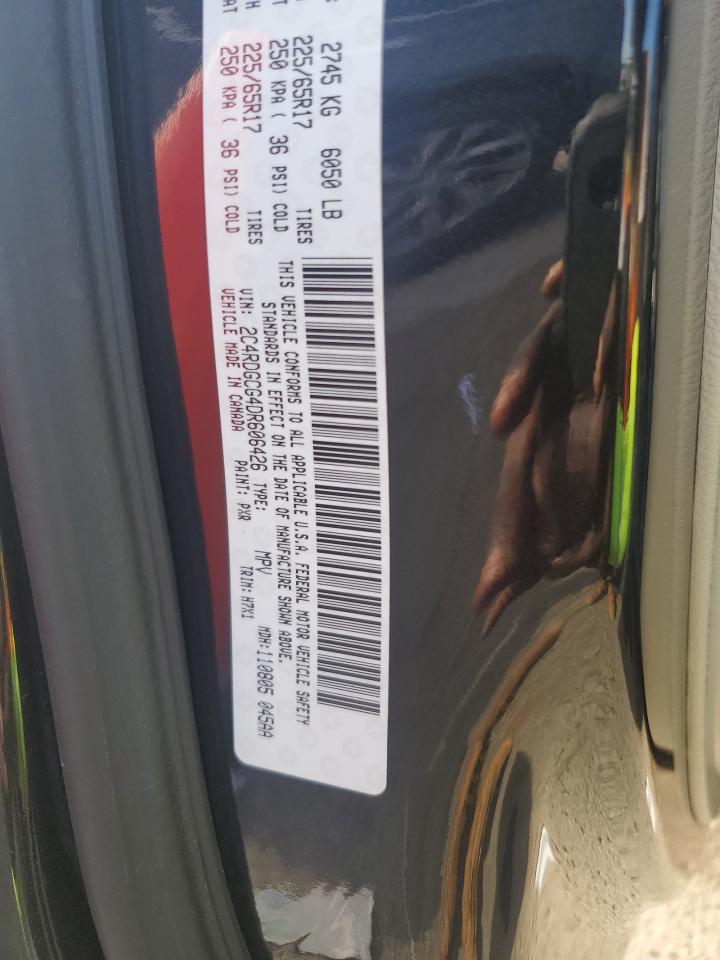 2745 KG 6050 LB
225/65R17 TIRES
250 KPA ( 36 PSI) COLD
225/65R17 TIRES
250 KPA ( 36 PSI) COLD
THIS VEHICLE CONFORMS TO ALL APPLICABLE U.S.A. FEDERAL MOTOR VEHICLE SAFETY
STANDARDS IN EFFECT ON THE DATE OF MANUFACTURE SHOWN ABOVE.
VIN: 2C4RDGCG4DR606426 TYPE: MPV MDH:110805 045AA
VEHICLE MADE IN CANADA PAINT: PXR TRIM: H7X1